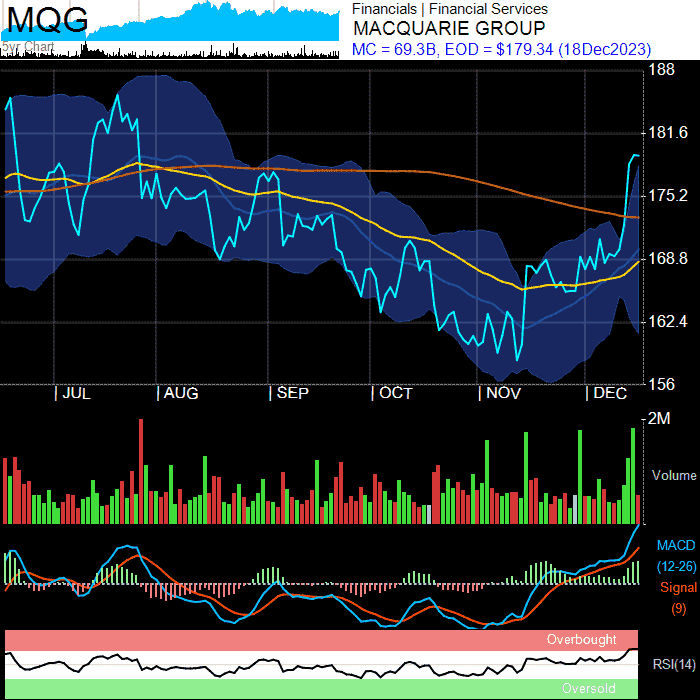 MQG
5yr Chart
Financials | Financial Services
MACQUARIE GROUP
MC = 69.3B, EOD = $179.34 (18Dec2023)
188
181.6
175.2
168.8
162.4
156
| JUL | AUG | SEP | OCT | NOV | DEC
2M
Volume
MACD
(12-26)
Signal
(9)
Overbought
RSI(14)
Oversold